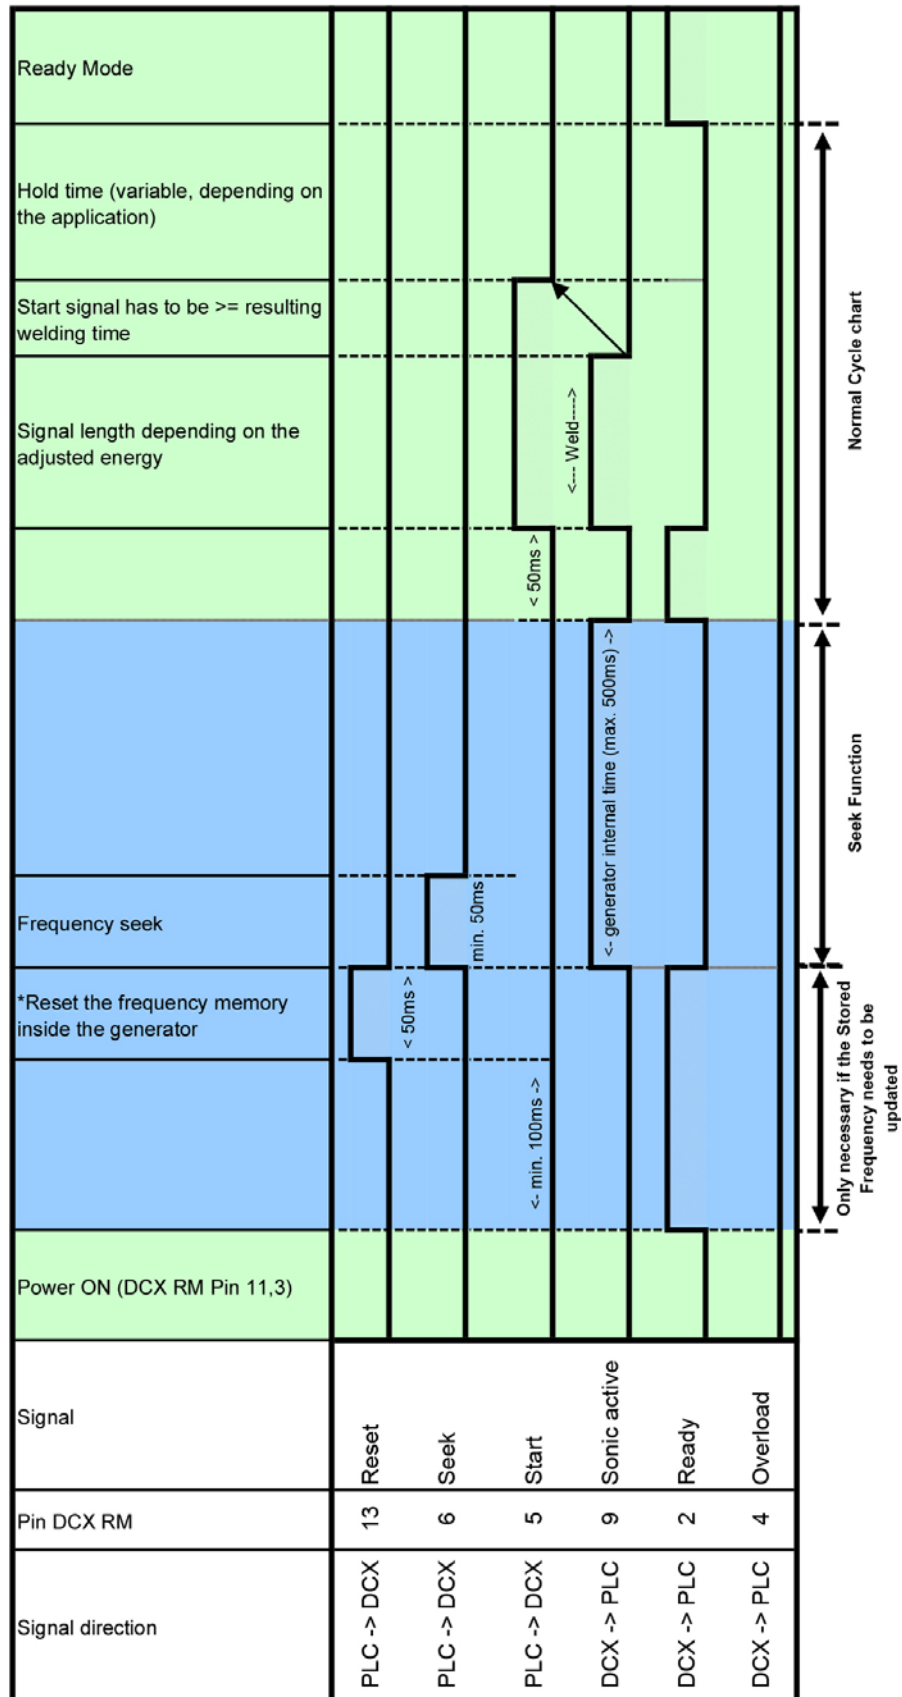 Ready Mode
Hold time (variable, depending on
the application)
Start signal has to be >= resulting
welding time
Signal length depending on the
adjusted energy
<--- Weld---->
< 50ms >
<- generator internal time (max. 500ms) ->
Frequency seek
min. 50ms
*Reset the frequency memory
inside the generator
< 50ms >
<- min. 100ms ->
Power ON (DCX RM Pin 11,3)
Signal
Reset
Seek
Start
Sonic active
Ready
Overload
Pin DCX RM
13
6
5
9
2
4
Signal direction
PLC -> DCX
PLC -> DCX
PLC -> DCX
DCX -> PLC
DCX -> PLC
DCX -> PLC
Normal Cycle chart
Seek Function
Only necessary if the Stored
Frequency needs to be
updated